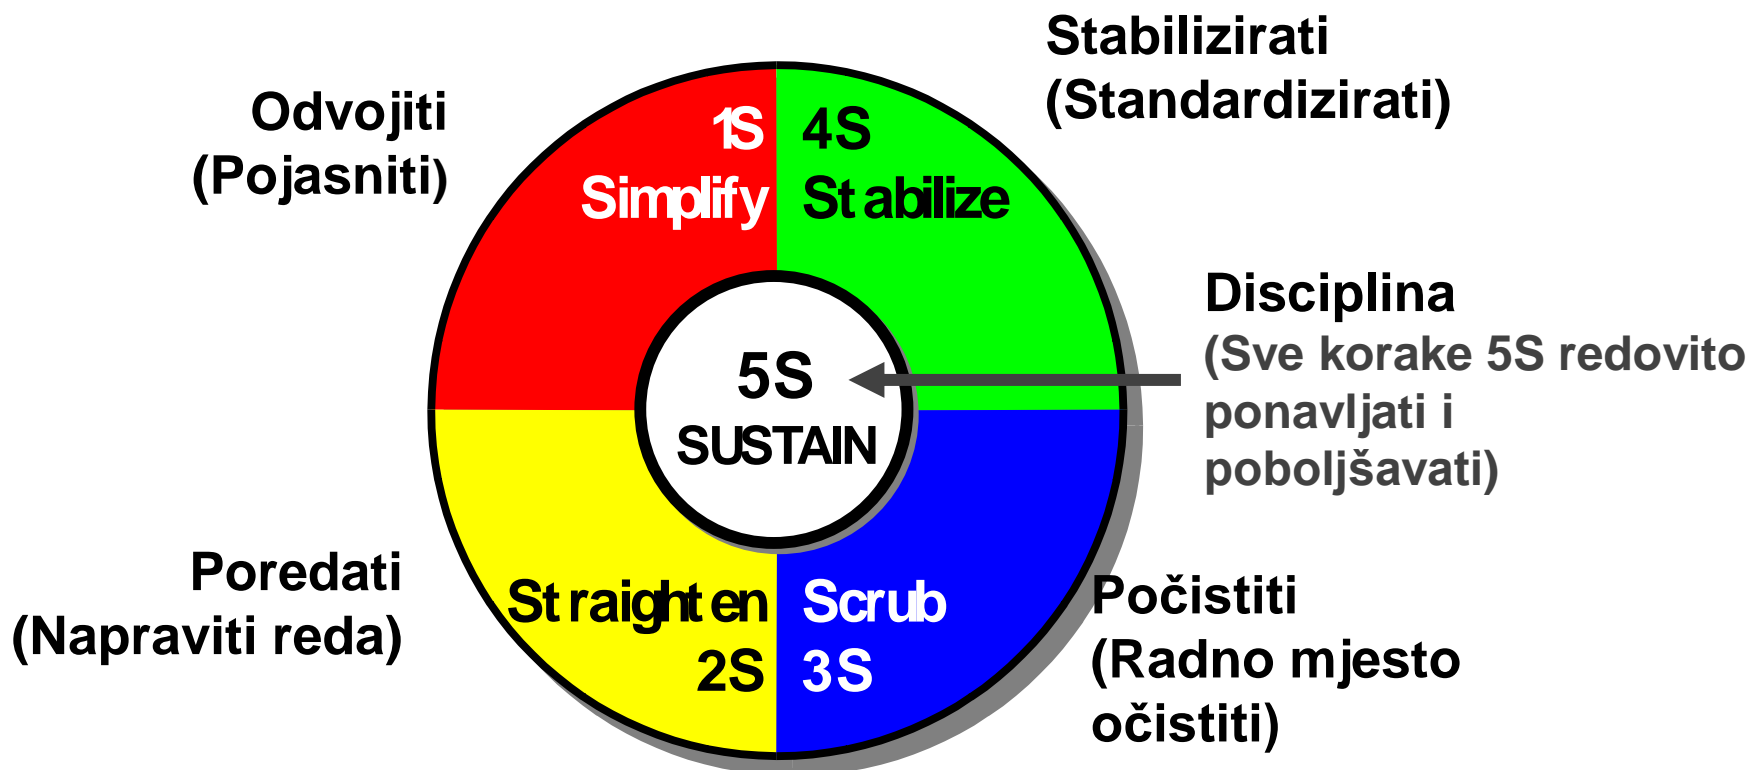 Odvojiti
(Pojasniti)
1S
Simplify
4S
Stabilize
Stabilizirati
(Standardizirati)
5S
SUSTAIN
Disciplina
(Sve korake 5S redovito
ponavljati i
poboljšavati)
Poredati
(Napraviti reda)
Straighten
2S
Scrub
3S
Počistiti
(Radno mjesto
očistiti)